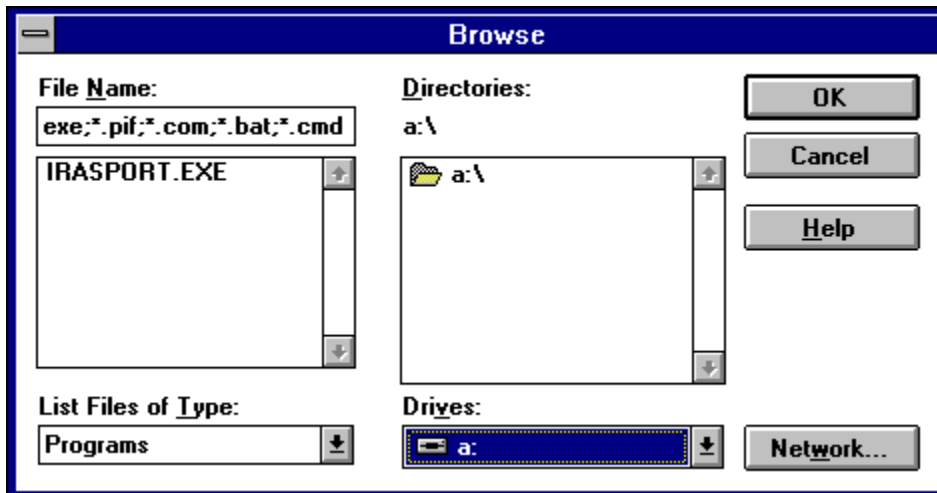 Browse
File Name:
exe;*.pif;*.com;*.bat;*.cmd
IRASPORT.EXE
List Files of Type:
Programs
Directories:
a:\
a:\
Drives:
a:
OK
Cancel
Help
Network...